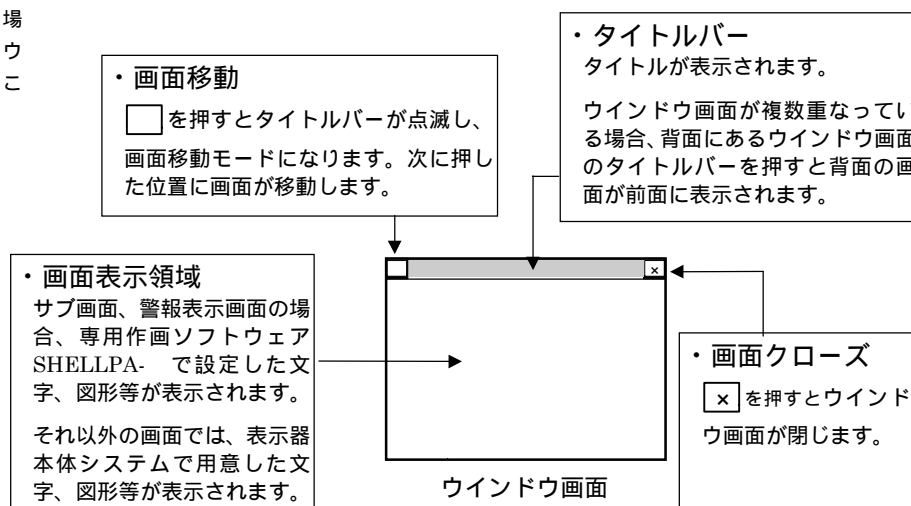 場
ウ
こ
・画面移動
を押すとタイトルバーが点滅し、
画面移動モードになります。次に押し
た位置に画面が移動します。
・タイトルバー
タイトルが表示されます。
ウインドウ画面が複数重なってい
る場合、背面にあるウインドウ画面
のタイトルバーを押すと背面の画
面が前面に表示されます。
・画面表示領域
サブ画面、警報表示画面の場
合、専用作画ソフトウェア
SHELLPA- で設定した文
字、図形等が表示されます。
それ以外の画面では、表示器
本体システムで用意した文
字、図形等が表示されます。
×
・画面クローズ
×を押すとウインド
ウ画面が閉じます。
ウインドウ画面